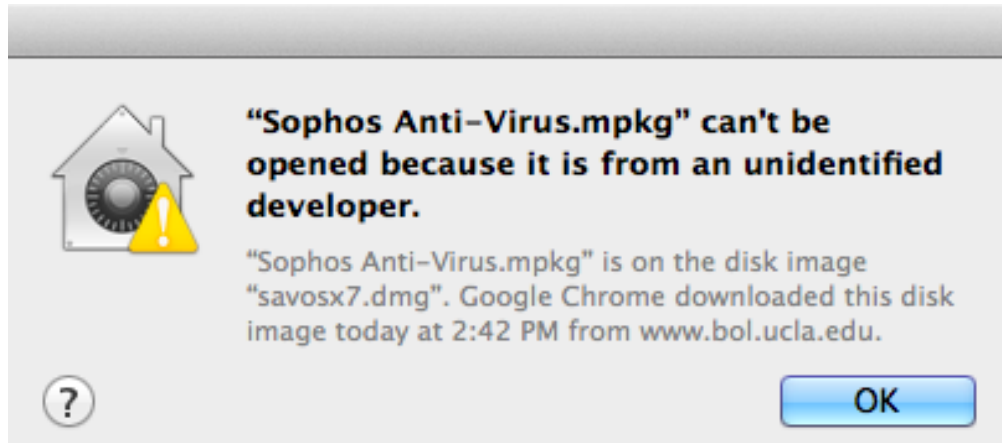 “Sophos Anti-Virus.mpkg” can't be
opened because it is from an unidentified
developer.
“Sophos Anti-Virus.mpkg” is on the disk image
“savosx7.dmg”. Google Chrome downloaded this disk
image today at 2:42 PM from www.bol.ucla.edu.
?
OK